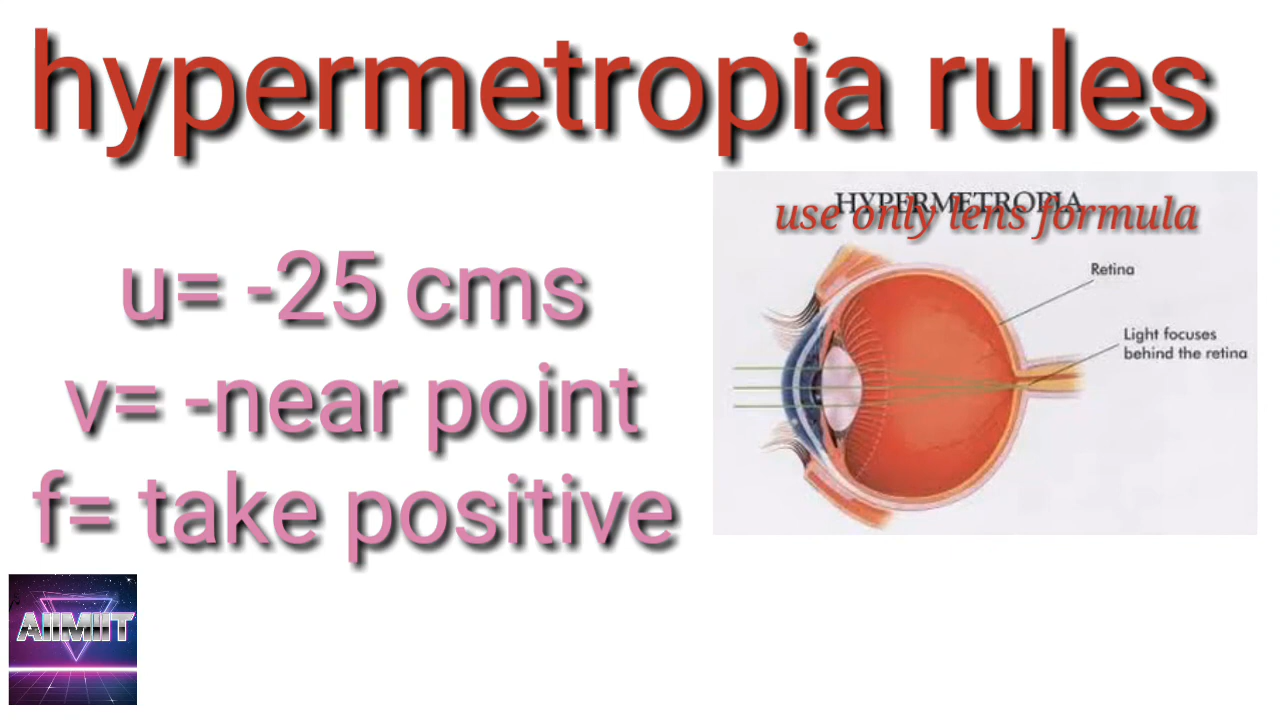 hypermetropia rules
HYPERMETROPIA
use only lens formula
u= -25 cms
v= -near point
f= take positive
Retina
Light focuses
behind the retina
AIIMIIT